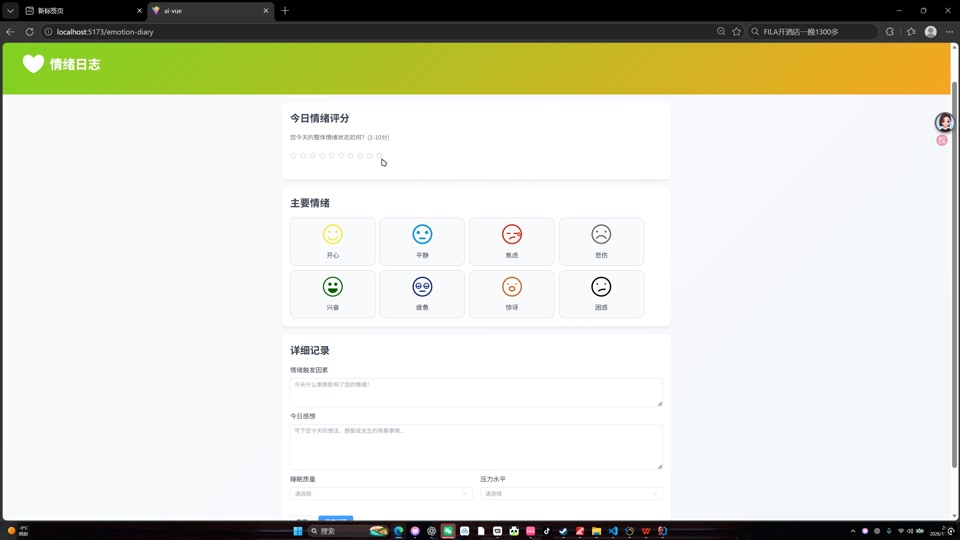 新标签页
ai-vue
localhost:5173/emotion-diary
FILA开酒店一晚1300多
情绪日志
今日情绪评分
您今天的整体情绪状态如何？(1-10分)
主要情绪
开心
平静
焦虑
悲伤
兴奋
疲惫
惊讶
困惑
详细记录
情绪触发因素
今天什么事情影响了您的情绪?
今日感想
写下您今天的想法、感受或发生的有趣事情...
睡眠质量
压力水平
请选择
请选择
-3°C
晴朗
搜索